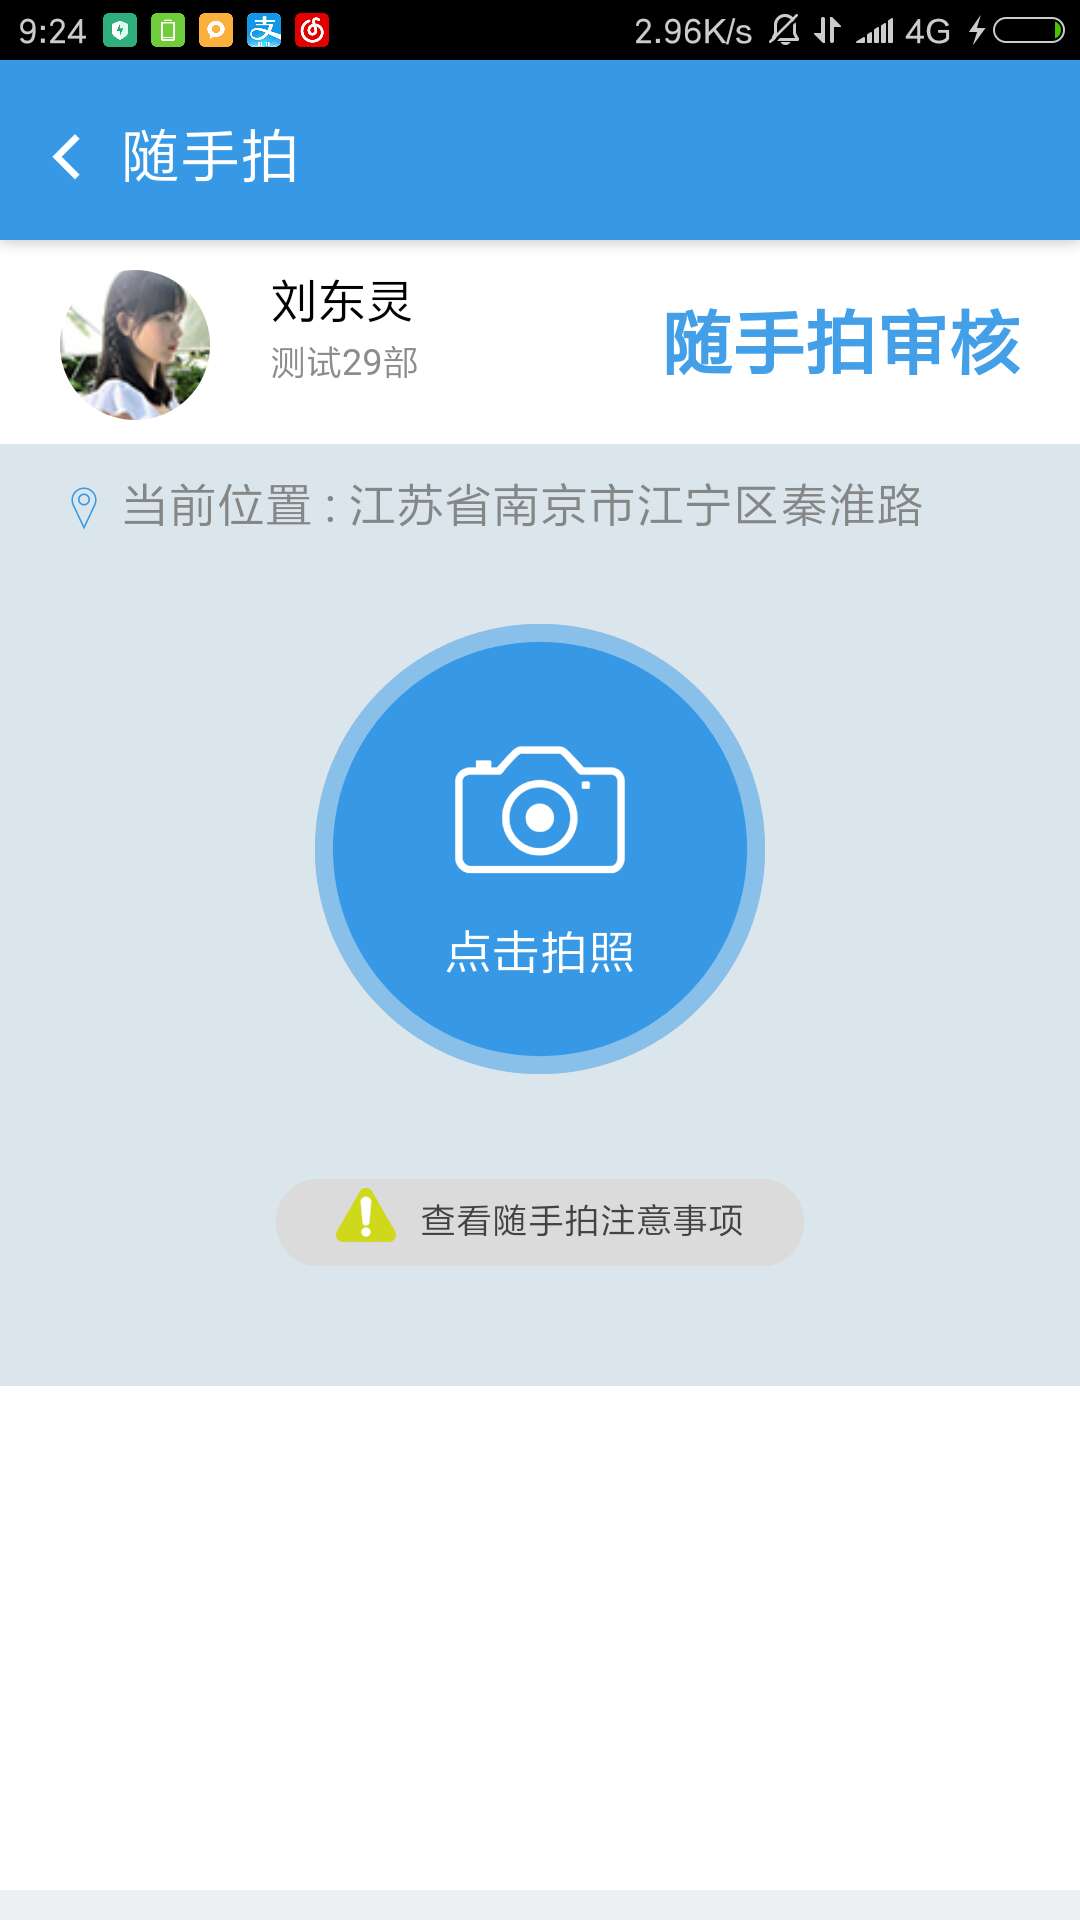 9:24 支 2.96K/s 4G
随手拍
刘东灵
测试29部
随手拍审核
当前位置 : 江苏省南京市江宁区秦淮路
点击拍照
查看随手拍注意事项